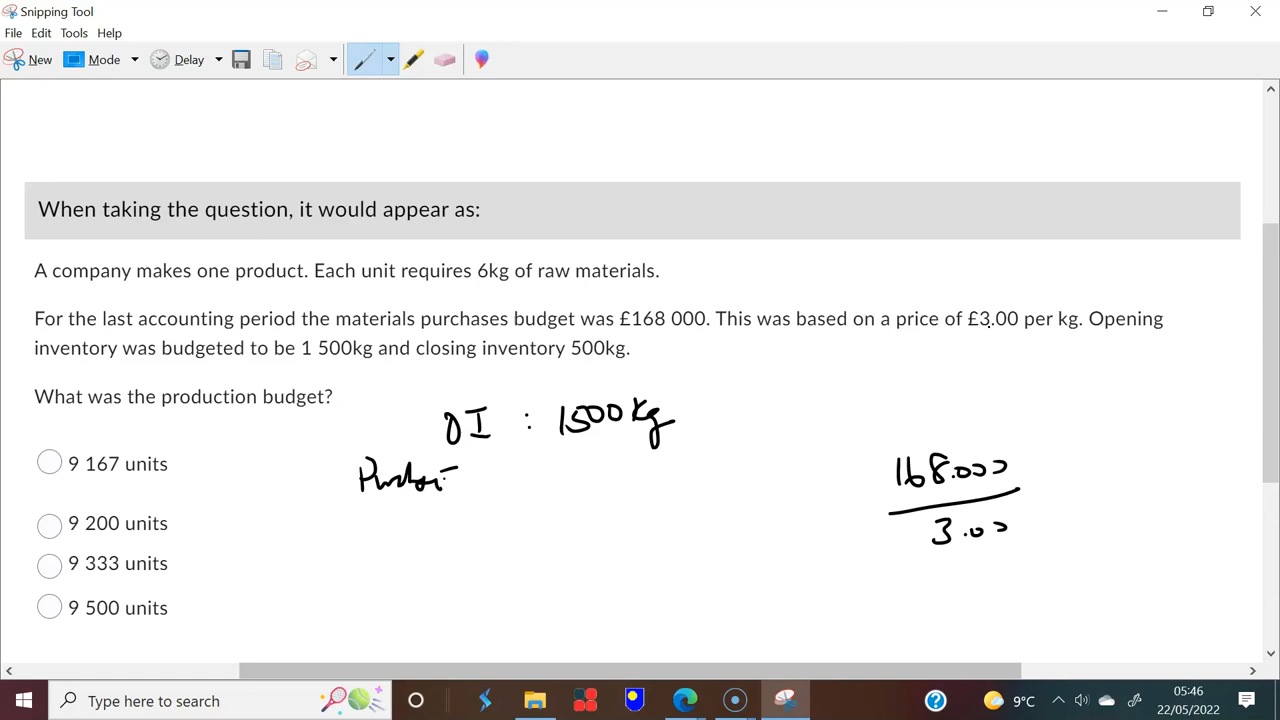 Snipping Tool
File Edit Tools Help
New Mode Delay
When taking the question, it would appear as:
A company makes one product. Each unit requires 6kg of raw materials.
For the last accounting period the materials purchases budget was £168 000. This was based on a price of £3.00 per kg. Opening
inventory was budgeted to be 1 500kg and closing inventory 500kg.
What was the production budget?
OI : 1500 kg
168.000
3.00
9 167 units
9 200 units
9 333 units
9 500 units
Type here to search
9°C
05:46
22/05/2022